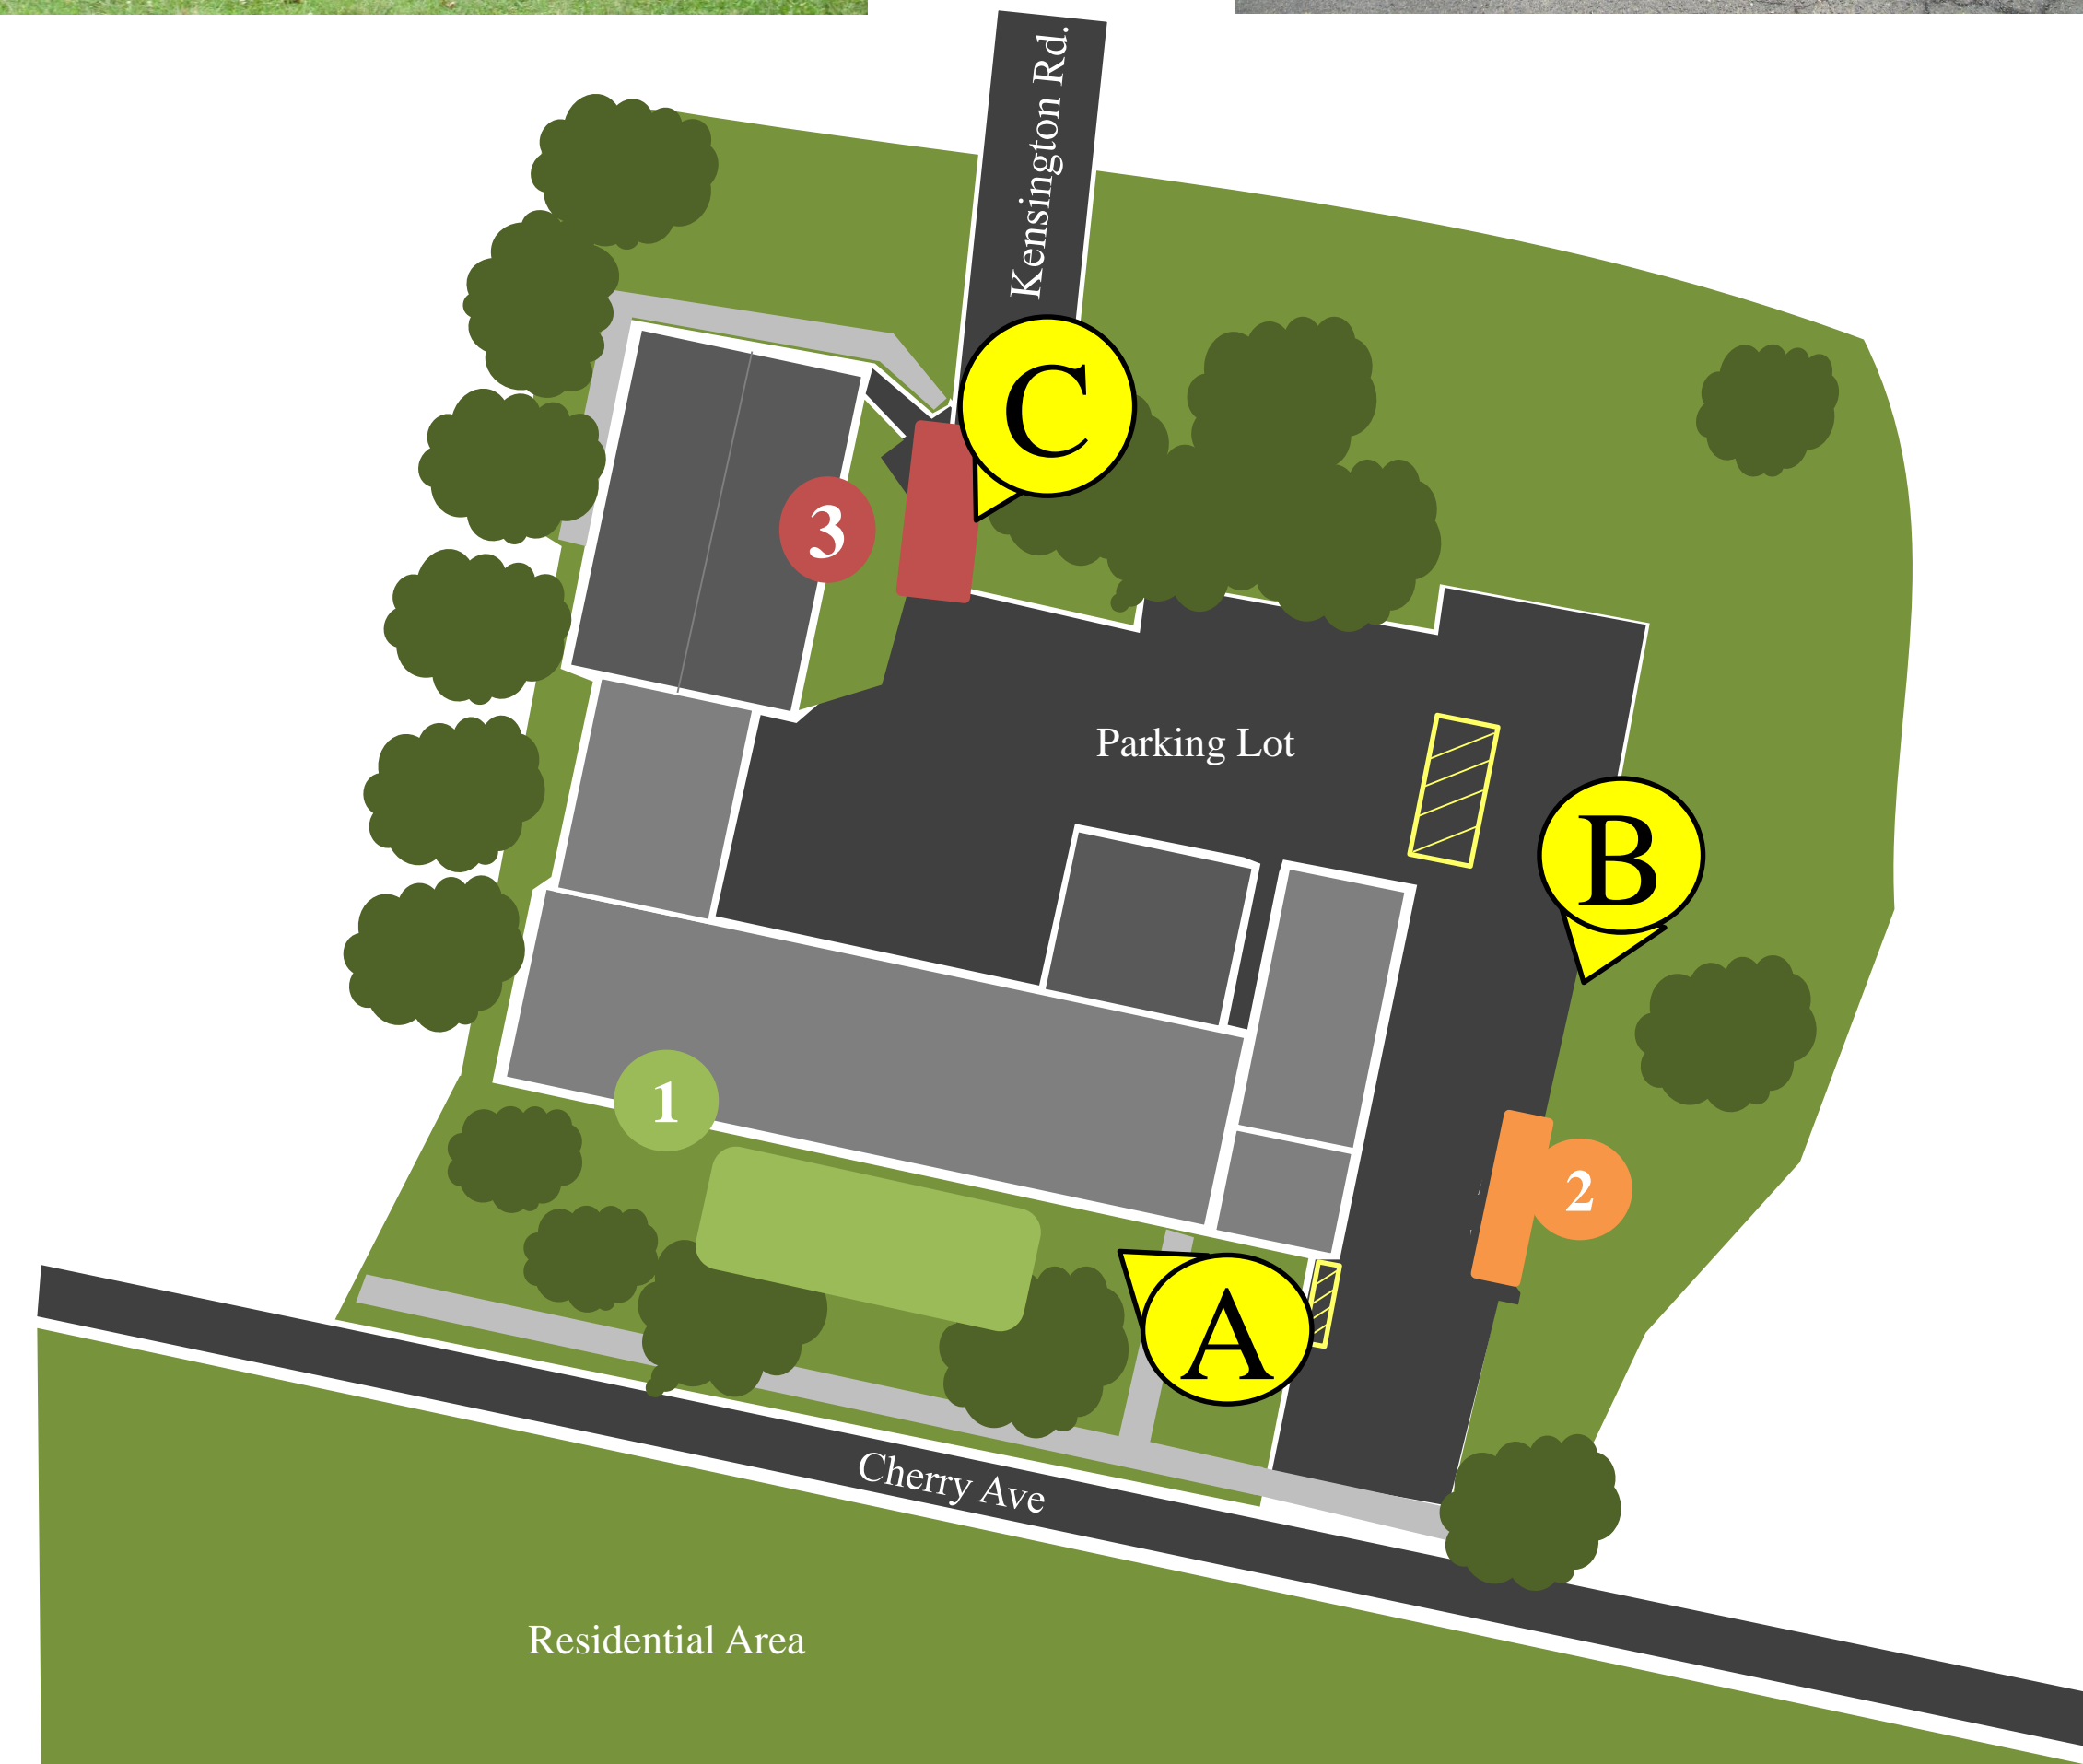 Kensington Rd.
C
3
Parking Lot
B
1
2
A
Cherry Ave
Residential Area